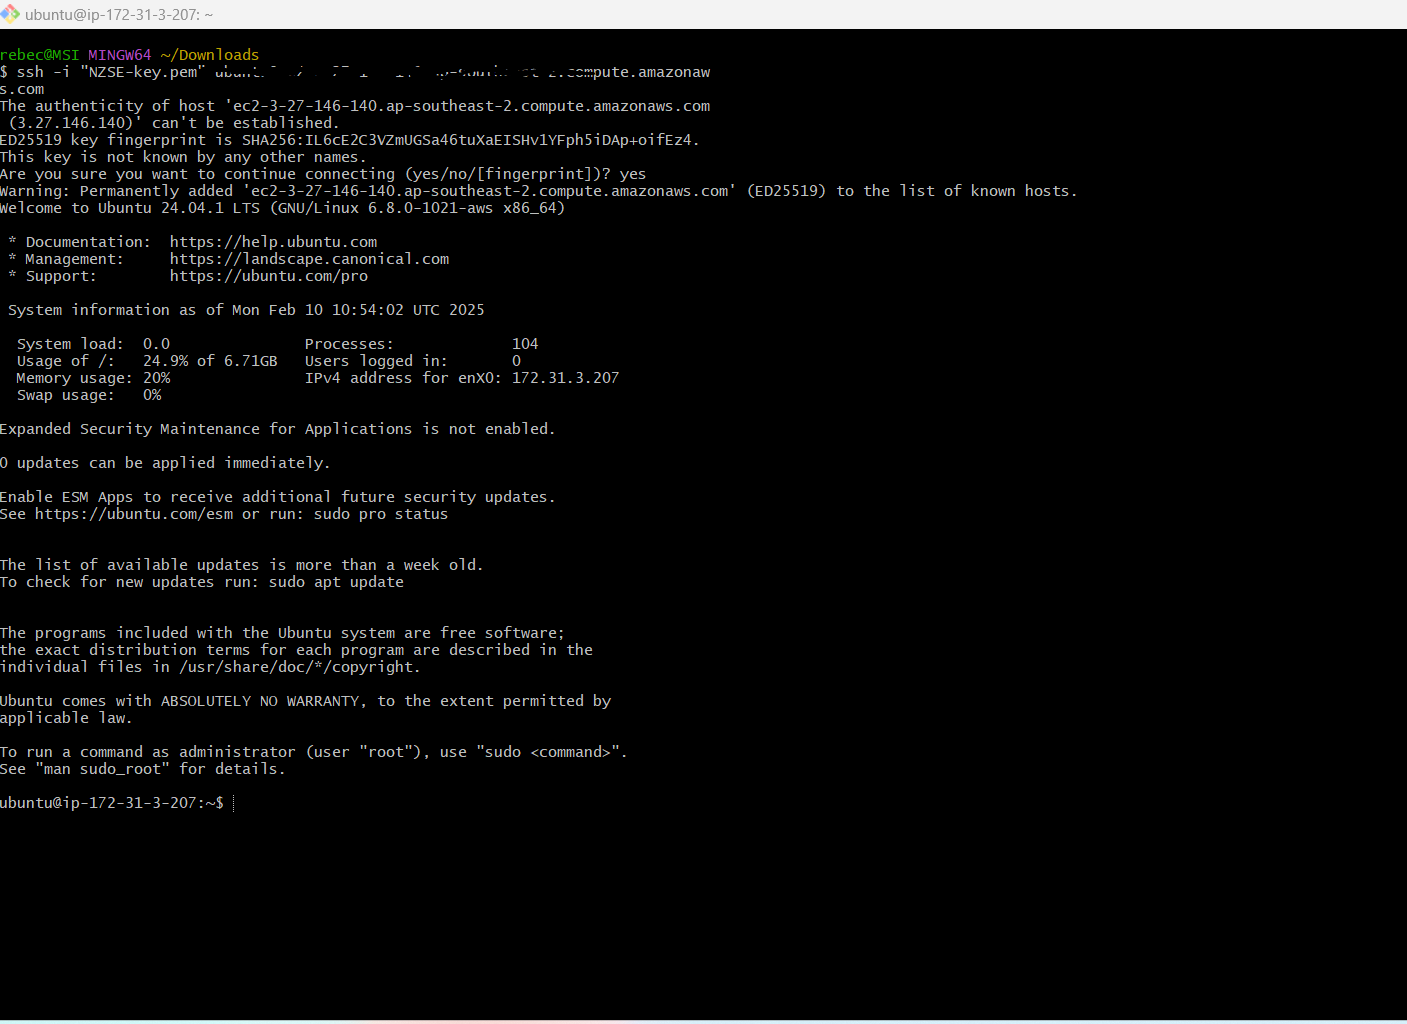 ubuntu@ip-172-31-3-207: ~
rebec@MSI MINGW64 ~/Downloads
$ ssh -i "NZSE-key.pem" compute.amazonaw
s.com
The authenticity of host 'ec2-3-27-146-140.ap-southeast-2.compute.amazonaws.com
(3.27.146.140)' can't be established.
ED25519 key fingerprint is SHA256:IL6cE2C3VZmUGSa46tuXaEISHv1YFph5iDAp+oifEz4.
This key is not known by any other names.
Are you sure you want to continue connecting (yes/no/[fingerprint])? yes
Warning: Permanently added 'ec2-3-27-146-140.ap-southeast-2.compute.amazonaws.com' (ED25519) to the list of known hosts.
Welcome to Ubuntu 24.04.1 LTS (GNU/Linux 6.8.0-1021-aws x86_64)
* Documentation:  https://help.ubuntu.com
* Management:     https://landscape.canonical.com
* Support:        https://ubuntu.com/pro
System information as of Mon Feb 10 10:54:02 UTC 2025
System load:  0.0               Processes:             104
Usage of /:   24.9% of 6.71GB   Users logged in:       0
Memory usage: 20%               IPv4 address for enX0: 172.31.3.207
Swap usage:   0%
Expanded Security Maintenance for Applications is not enabled.
0 updates can be applied immediately.
Enable ESM Apps to receive additional future security updates.
See https://ubuntu.com/esm or run: sudo pro status
The list of available updates is more than a week old.
To check for new updates run: sudo apt update
The programs included with the Ubuntu system are free software;
the exact distribution terms for each program are described in the
individual files in /usr/share/doc/*/copyright.
Ubuntu comes with ABSOLUTELY NO WARRANTY, to the extent permitted by
applicable law.
To run a command as administrator (user "root"), use "sudo <command>".
See "man sudo_root" for details.
ubuntu@ip-172-31-3-207:~$